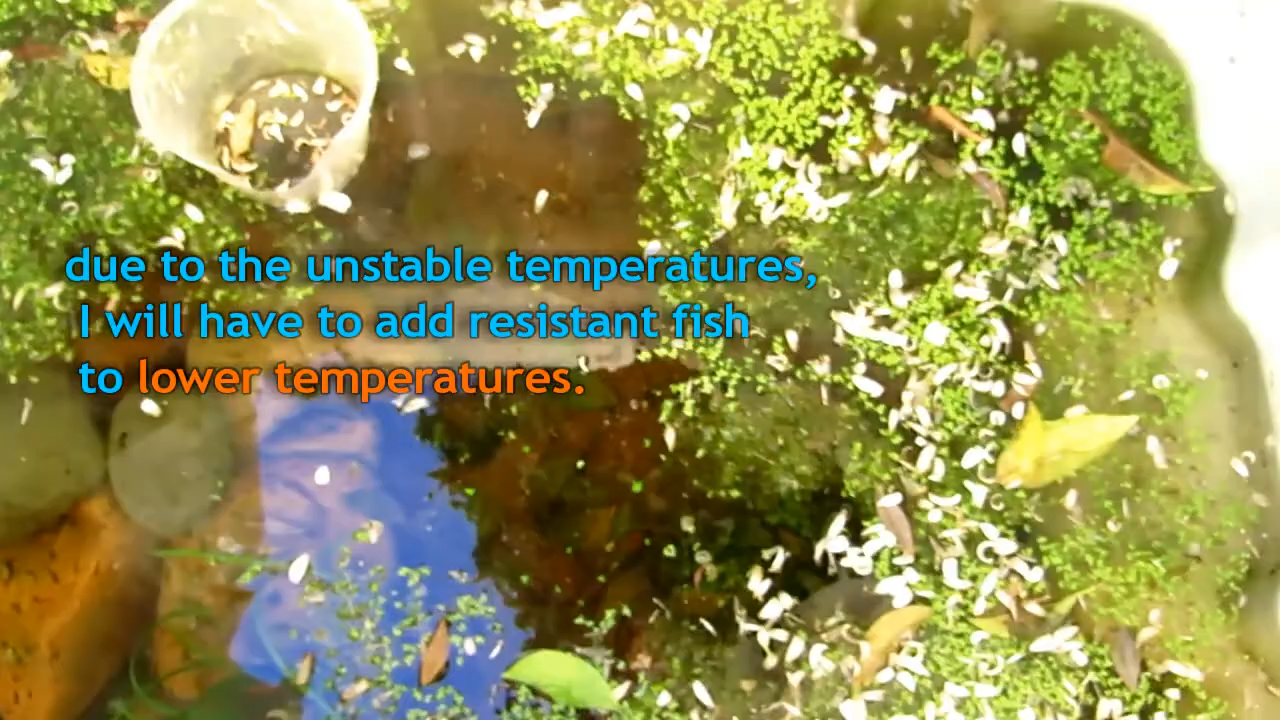 due to the unstable temperatures,
I will have to add resistant fish
to lower temperatures.